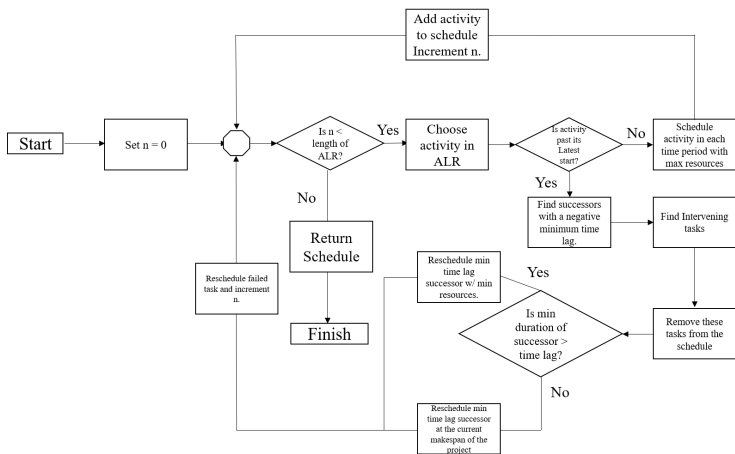 Add activity
to schedule
Increment n.
Start
Set n = 0
Is n <
length of
ALR?
Yes
Choose
activity in
ALR
Is activity
past its
Latest
start?
No
Schedule
activity in each
time period with
max resources
No
Yes
Return
Schedule
Find successors
with a negative
minimum time
lag.
Find Intervening
tasks
Reschedule failed
task and increment
n.
Reschedule min
time lag
successor w/ min
resources.
Yes
Finish
Is min
duration of
successor >
time lag?
Remove these
tasks from the
schedule
No
Reschedule min
time lag successor
at the current
makespan of the
project